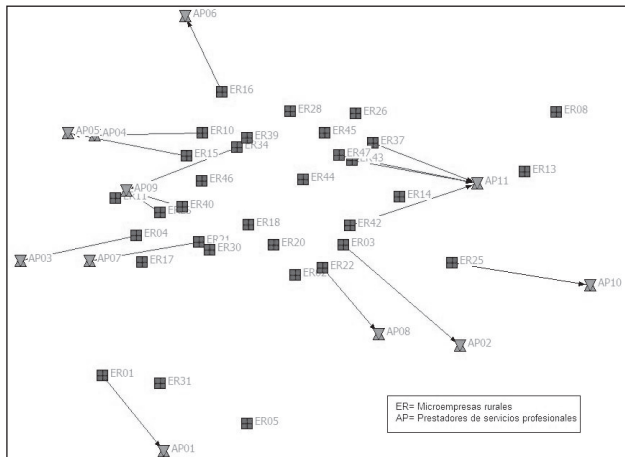 AP06
ER16
ER28
ER26
ER08
AP05
AP04
ER10
ER39
ER45
ER37
ER34
ER15
ER47
ER43
ER13
ER46
ER44
AP11
AP09
ER11
ER40
ER14
ER18
ER42
ER04
ER21
ER30
ER20
ER03
AP03
AP07
ER17
ER22
ER25
AP10
AP08
AP02
ER01
ER31
ER05
AP01
ER= Microempresas rurales
AP= Prestadores de servicios profesionales